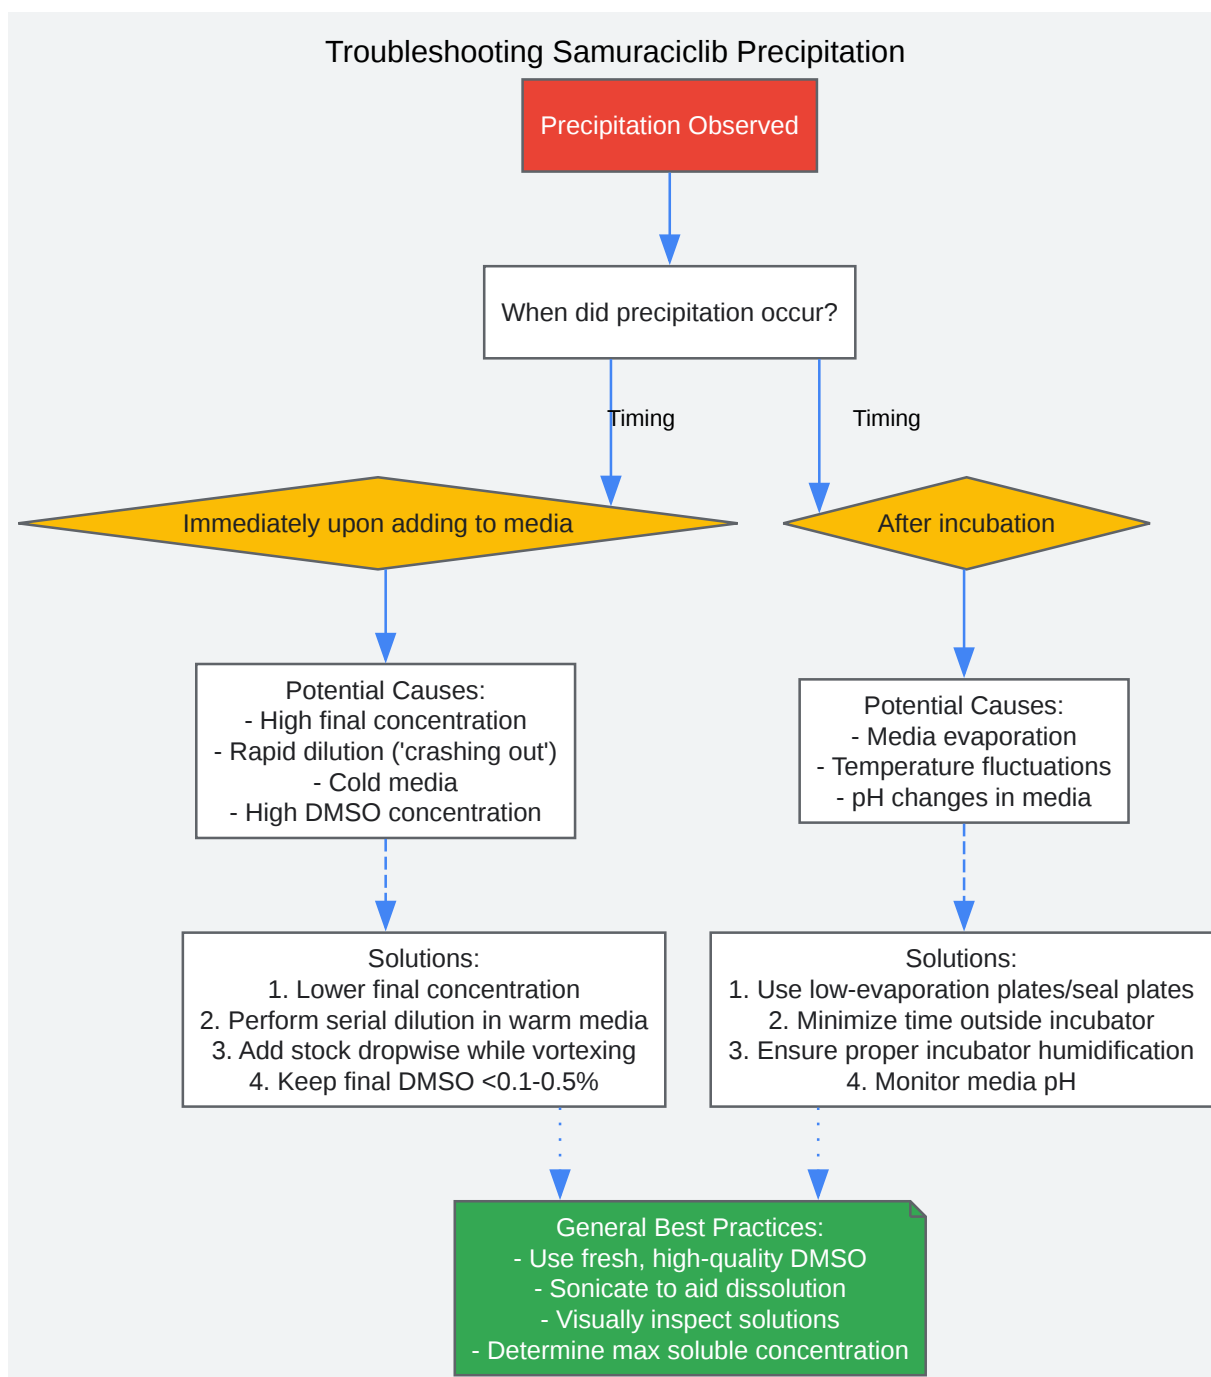 Troubleshooting Samuraciclib Precipitation
Precipitation Observed
When did precipitation occur?
Timing
Timing
Immediately upon adding to media
After incubation
Potential Causes:
- High final concentration
- Rapid dilution ('crashing out')
- Cold media
- High DMSO concentration
Potential Causes:
- Media evaporation
- Temperature fluctuations
- pH changes in media
Solutions:
1. Lower final concentration
2. Perform serial dilution in warm media
3. Add stock dropwise while vortexing
4. Keep final DMSO <0.1-0.5%
Solutions:
1. Use low-evaporation plates/seal plates
2. Minimize time outside incubator
3. Ensure proper incubator humidification
4. Monitor media pH
General Best Practices:
- Use fresh, high-quality DMSO
- Sonicate to aid dissolution
- Visually inspect solutions
- Determine max soluble concentration